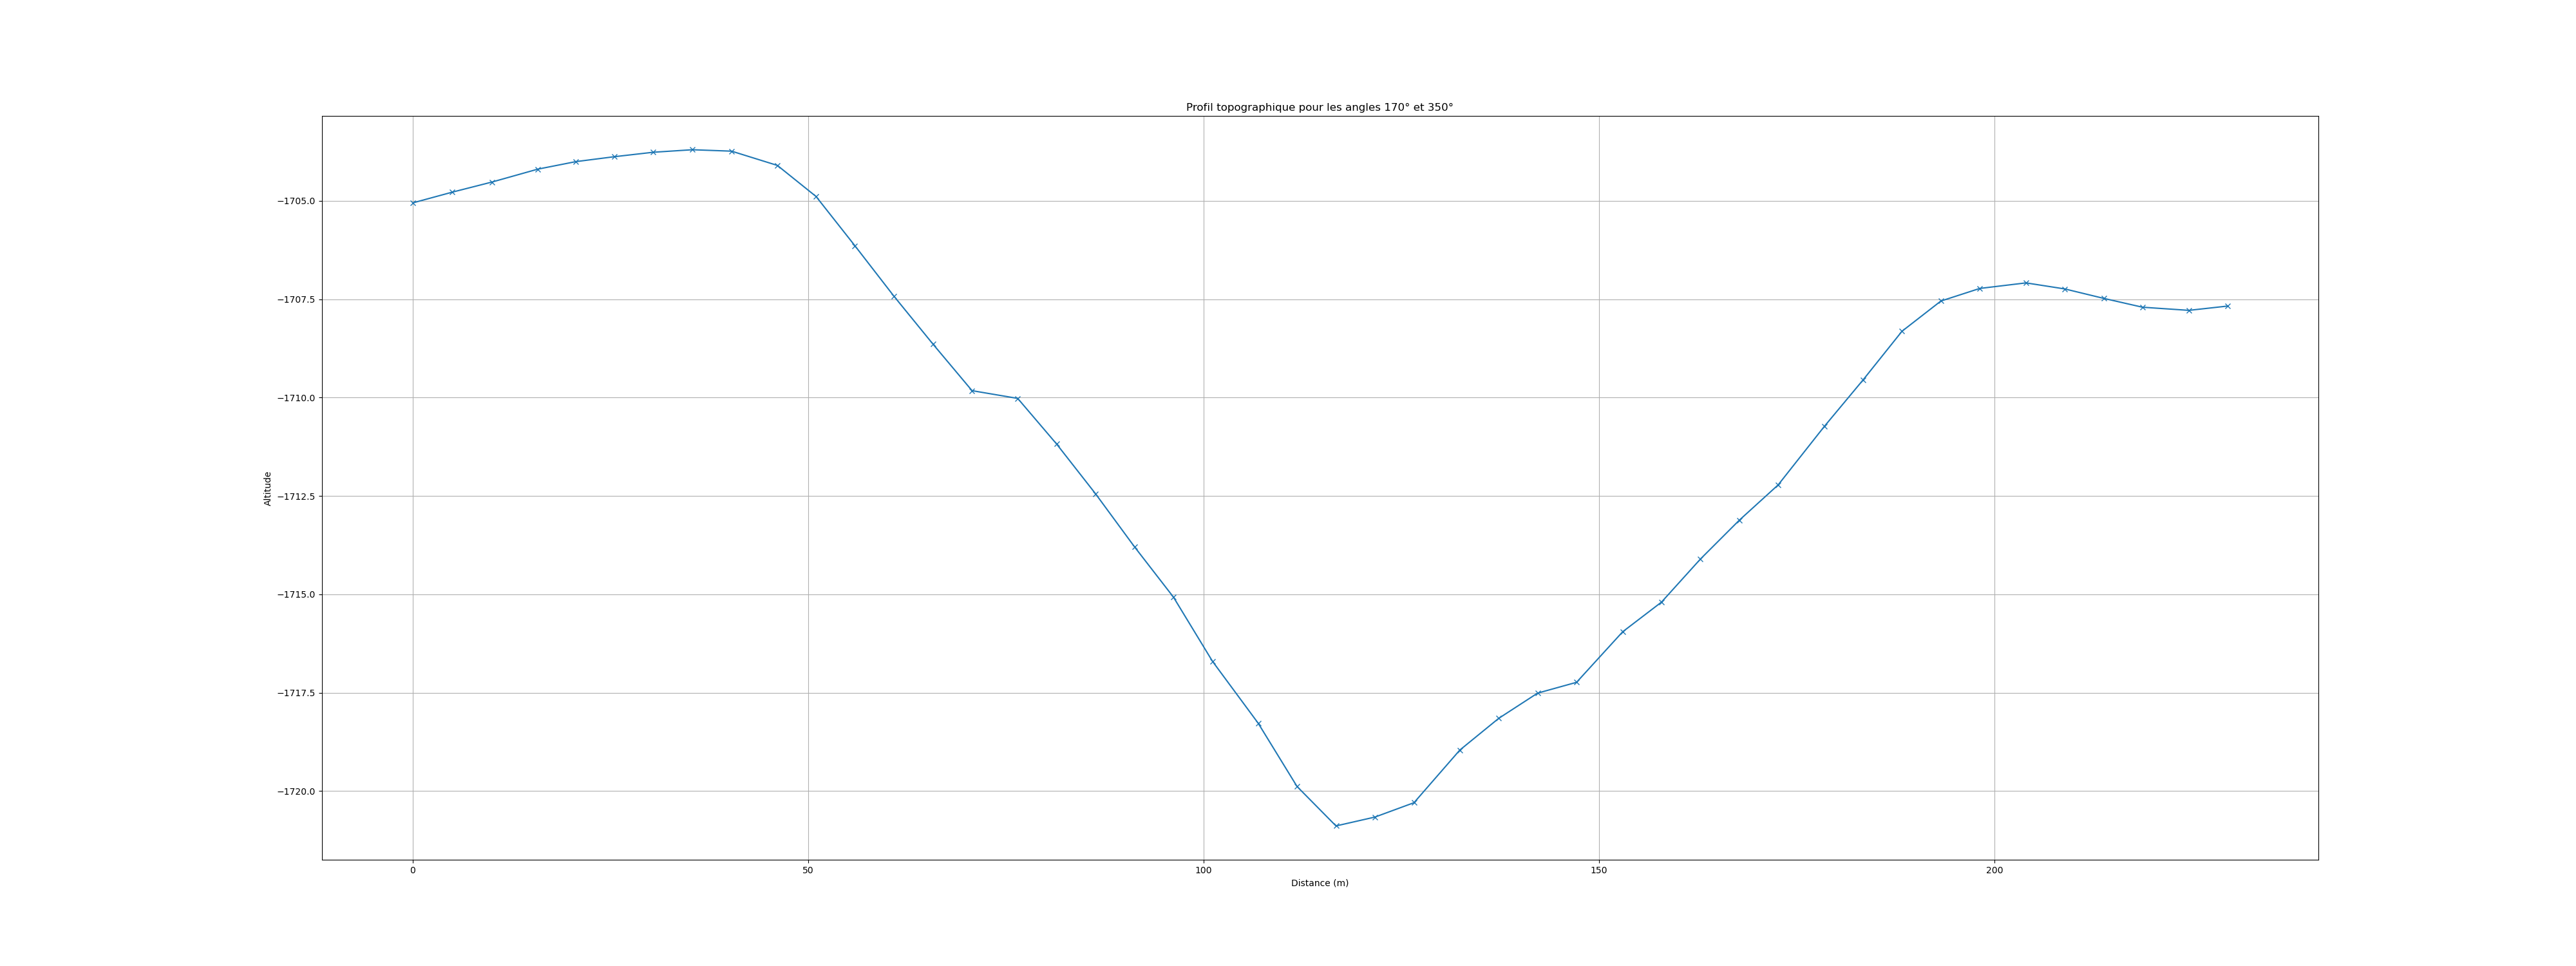 Profil topographique pour les angles 170° et 350°
Altitude
−1705.0
−1707.5
−1710.0
−1712.5
−1715.0
−1717.5
−1720.0
0 50 100 150 200
Distance (m)